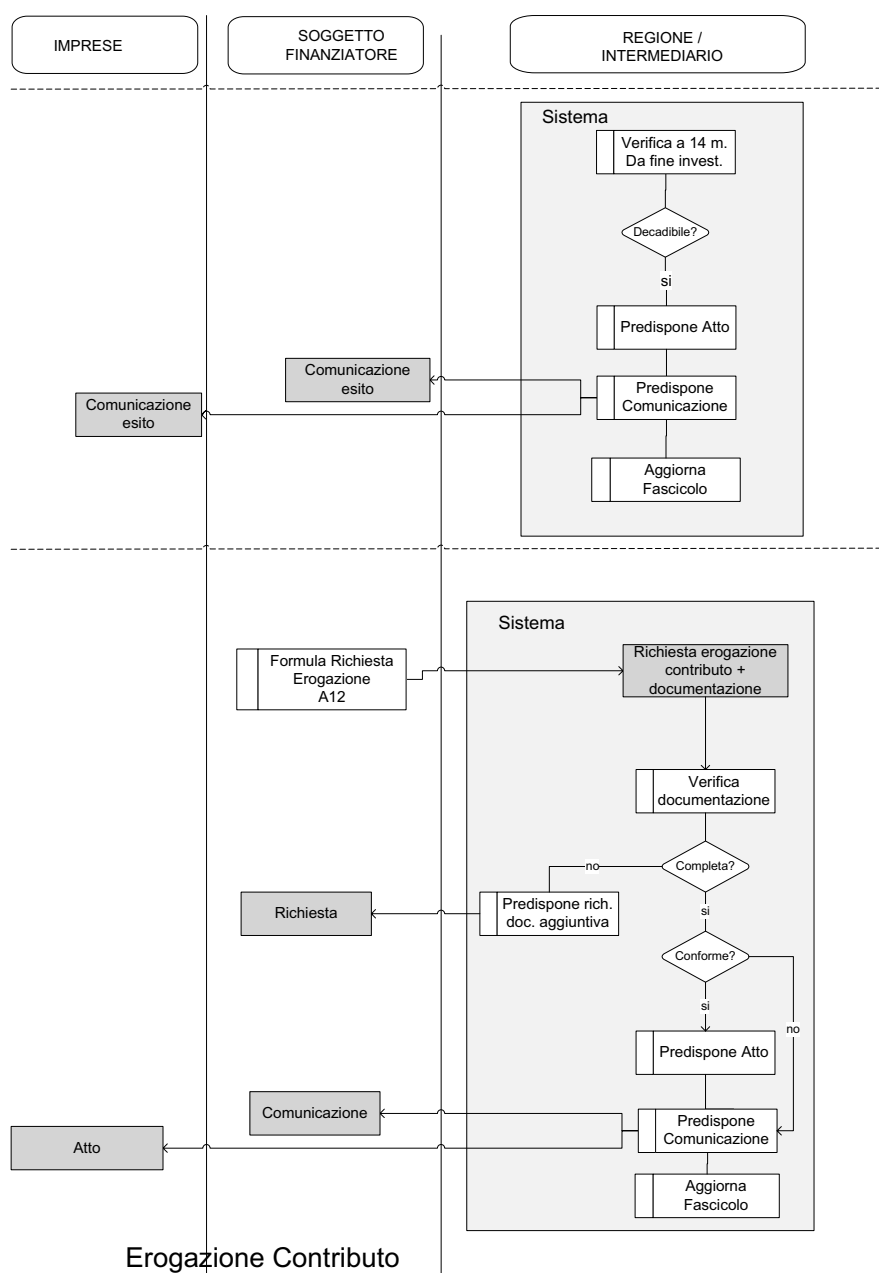 IMPRESE
SOGGETTO
FINANZIATORE
REGIONE /
INTERMEDIARIO
Sistema
Verifica a 14 m.
Da fine invest.
Decadibile?
si
Predispone Atto
Comunicazione
esito
Predispone
Comunicazione
Comunicazione
esito
Aggiorna
Fascicolo
Sistema
Formula Richiesta
Erogazione
A12
Richiesta erogazione
contributo +
documentazione
Verifica
documentazione
Completa?
no
Predispone rich.
doc. aggiuntiva
Richiesta
si
Conforme?
si
no
Predispone Atto
Comunicazione
Predispone
Comunicazione
Atto
Aggiorna
Fascicolo
Erogazione Contributo